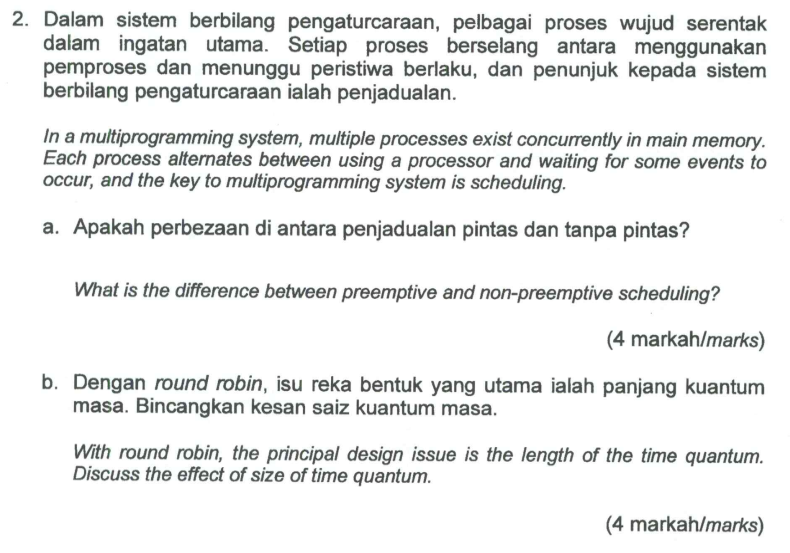 2. Dalam sistem berbilang pengaturcaraan, pelbagai proses wujud serentak
dalam ingatan utama. Setiap proses berselang antara menggunakan
pemproses dan menunggu peristiwa berlaku, dan penunjuk kepada sistem
berbilang pengaturcaraan ialah penjadualan.
In a multiprogramming system, multiple processes exist concurrently in main memory.
Each process alternates between using a processor and waiting for some events to
occur, and the key to multiprogramming system is scheduling.
a. Apakah perbezaan di antara penjadualan pintas dan tanpa pintas?
What is the difference between preemptive and non-preemptive scheduling?
(4 markah/marks)
b. Dengan round robin, isu reka bentuk yang utama ialah panjang kuantum
masa. Bincangkan kesan saiz kuantum masa.
With round robin, the principal design issue is the length of the time quantum.
Discuss the effect of size of time quantum.
(4 markah/marks)